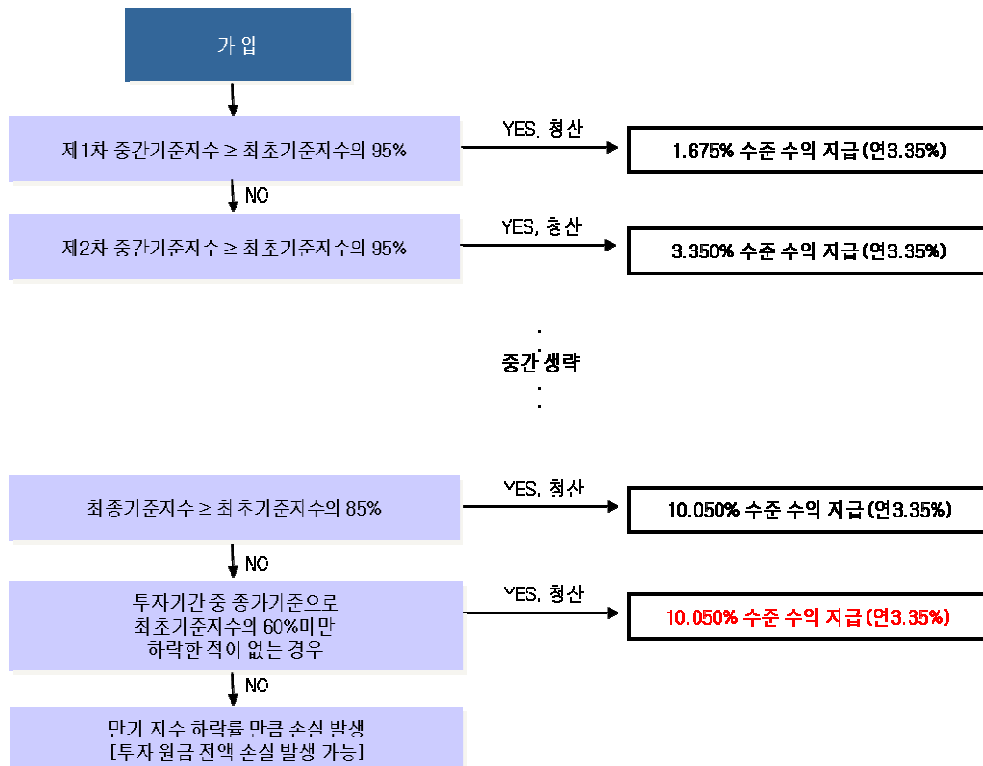 가 입
제1차 중간기준지수 ≥ 최초기준지수의 95%
YES, 청산
1.675% 수준 수익 지급(연3.35%)
NO
제2차 중간기준지수 ≥ 최초기준지수의 95%
YES, 청산
3.350% 수준 수익 지급(연3.35%)
중간 생략
최종기준지수 ≥ 최초기준지수의 85%
YES, 청산
10.050% 수준 수익 지급(연3.35%)
NO
투자기간 중 종가기준으로
최초기준지수의 60%미만
하락한 적이 없는 경우
YES, 청산
10.050% 수준 수익 지급(연3.35%)
NO
만기 지수 하락률 만큼 손실 발생
[투자 원금 전액 손실 발생 가능]